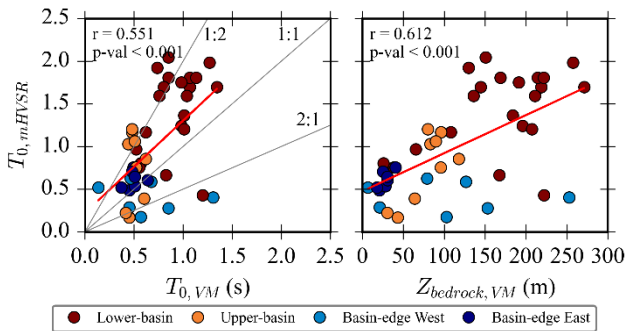 r = 0.551
p-val < 0.001
1:2
1:1
2:1
2.5
2.0
1.5
1.0
0.5
0.0
T0, mHVSR
0.0 0.5 1.0 1.5 2.0 2.5
T0, VM (s)
r = 0.612
p-val < 0.001
0 50 100 150 200 250 300
Zbedrock, VM (m)
Lower-basin Upper-basin Basin-edge West Basin-edge East